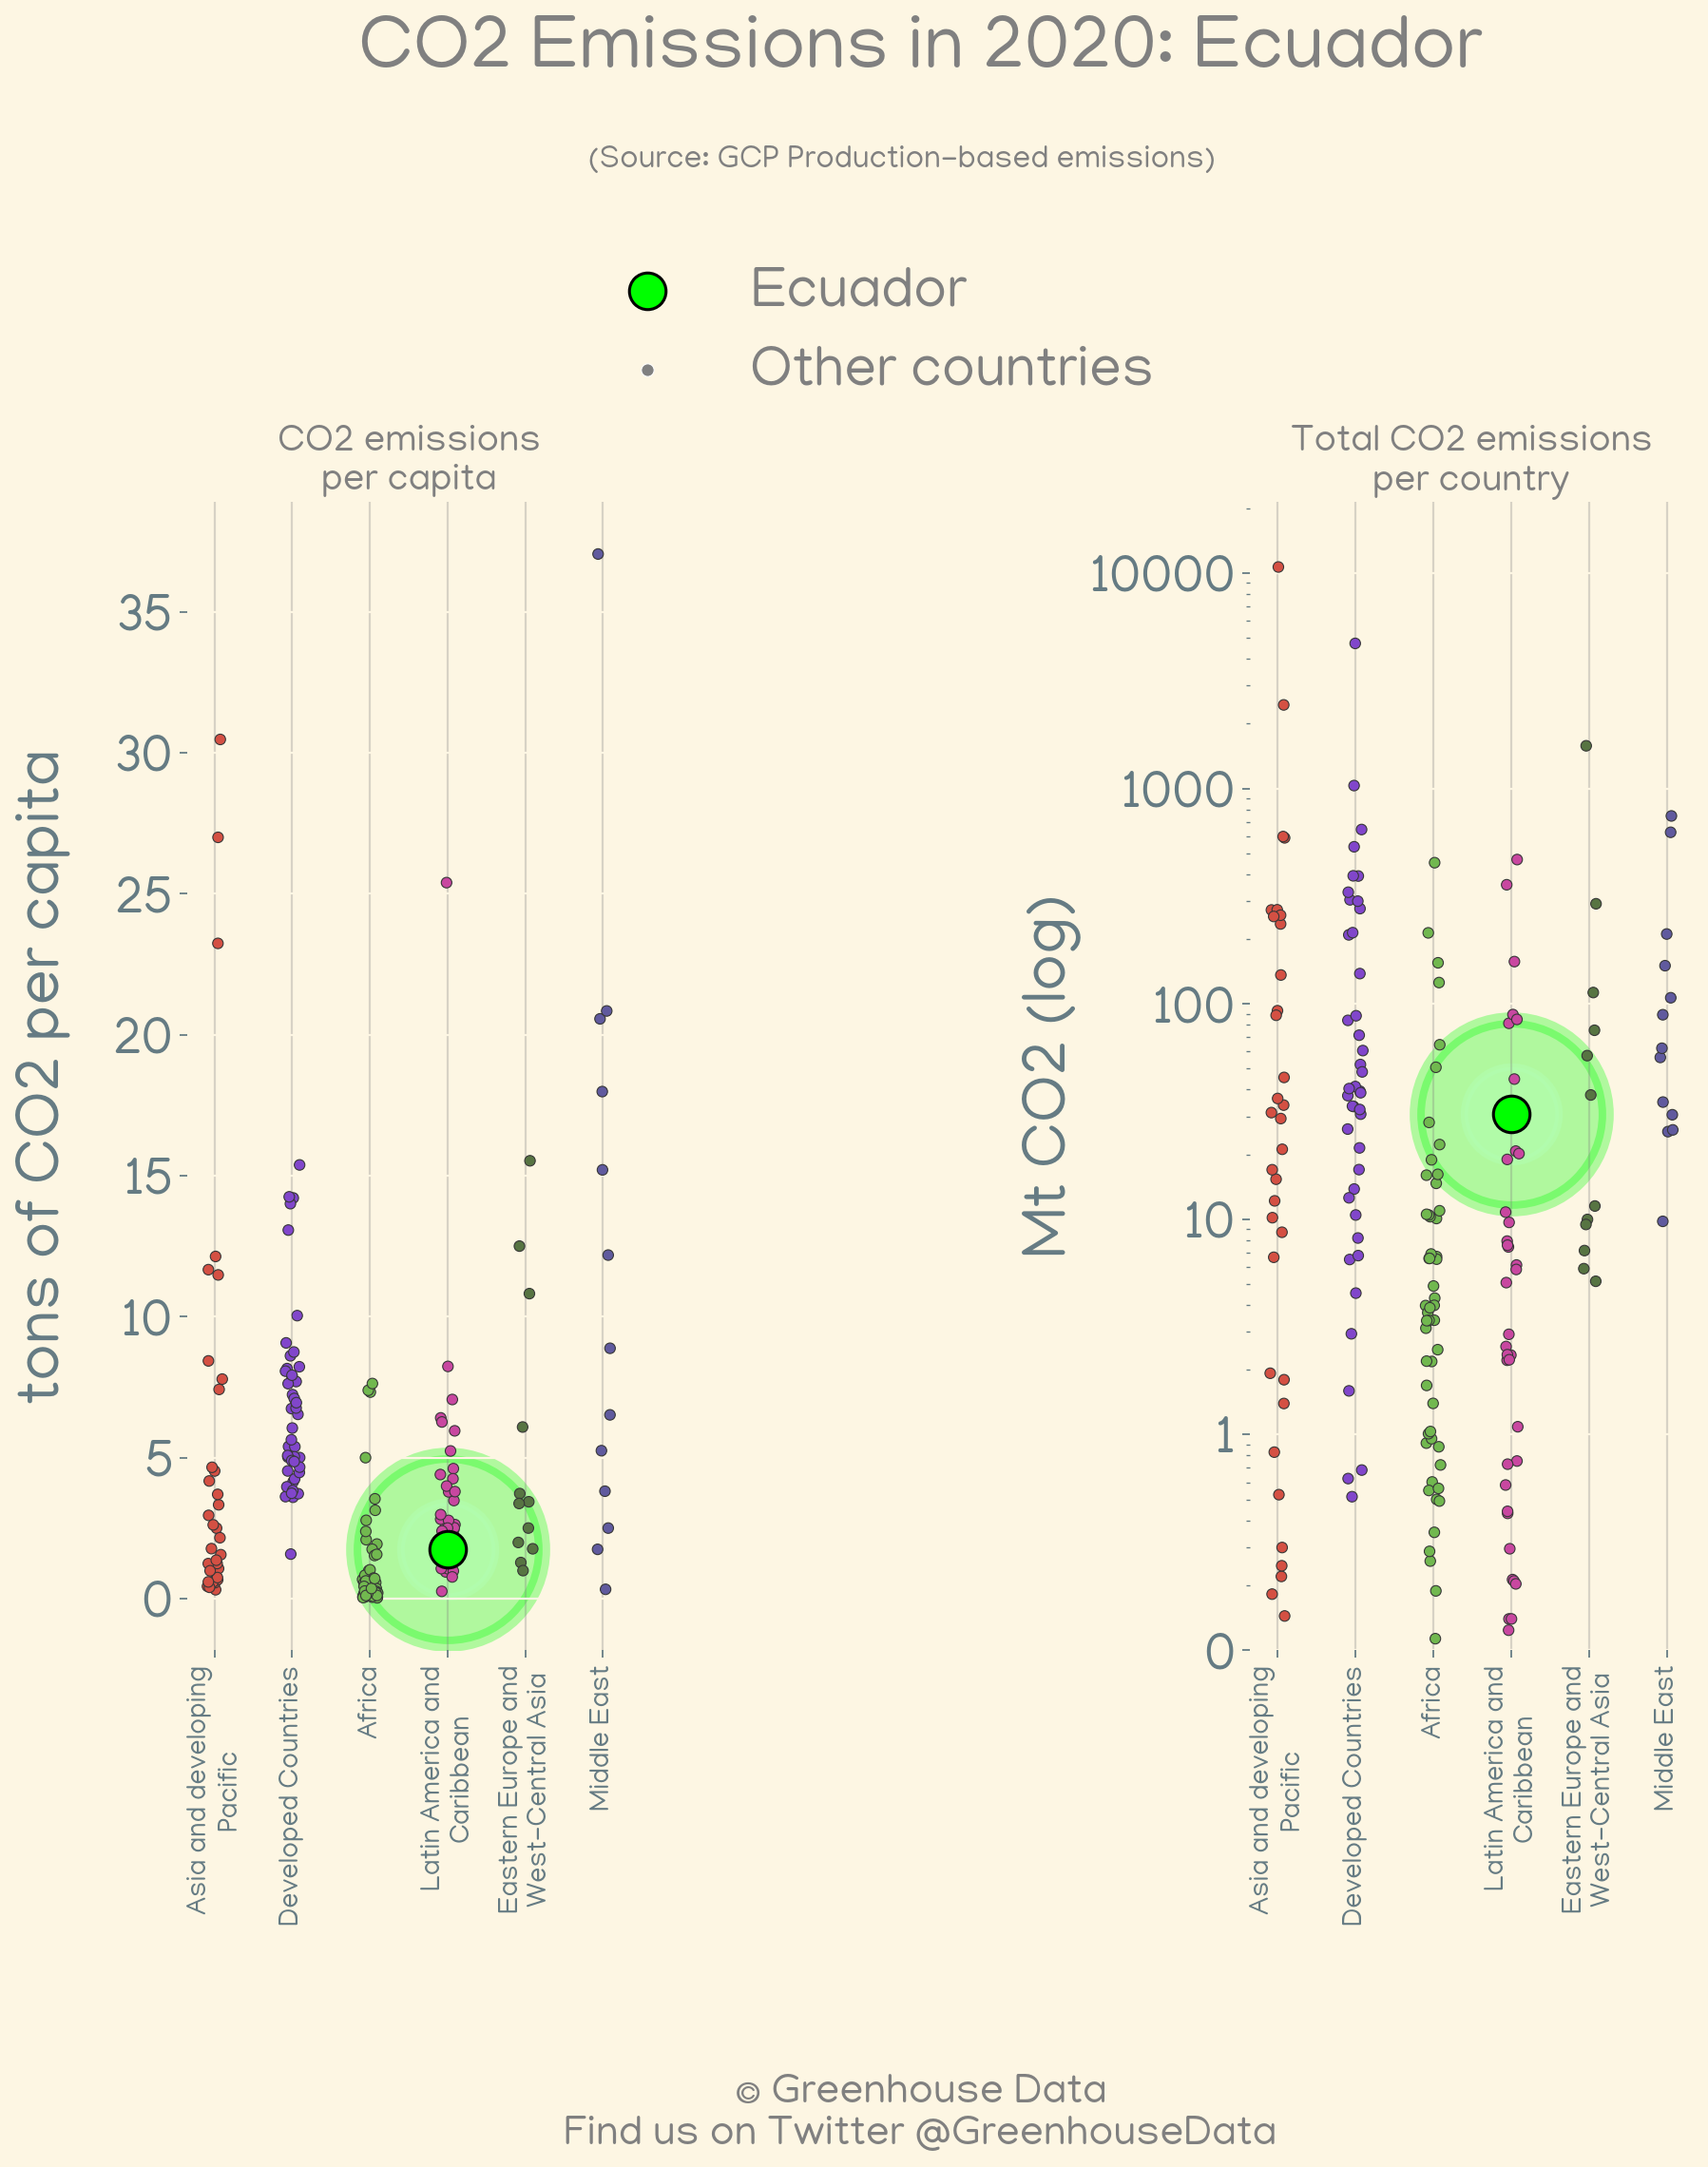 CO2 Emissions in 2020: Ecuador
(Source: GCP Production-based emissions)
Ecuador
Other countries
CO2 emissions
per capita
tons of CO2 per capita
35
30
25
20
15
10
5
0
Asia and developing
Pacific
Developed Countries
Africa
Latin America and
Caribbean
Eastern Europe and
West-Central Asia
Middle East
Total CO2 emissions
per country
Mt CO2 (log)
10000
1000
100
10
1
0
Asia and developing
Pacific
Developed Countries
Africa
Latin America and
Caribbean
Eastern Europe and
West-Central Asia
Middle East
© Greenhouse Data
Find us on Twitter @GreenhouseData